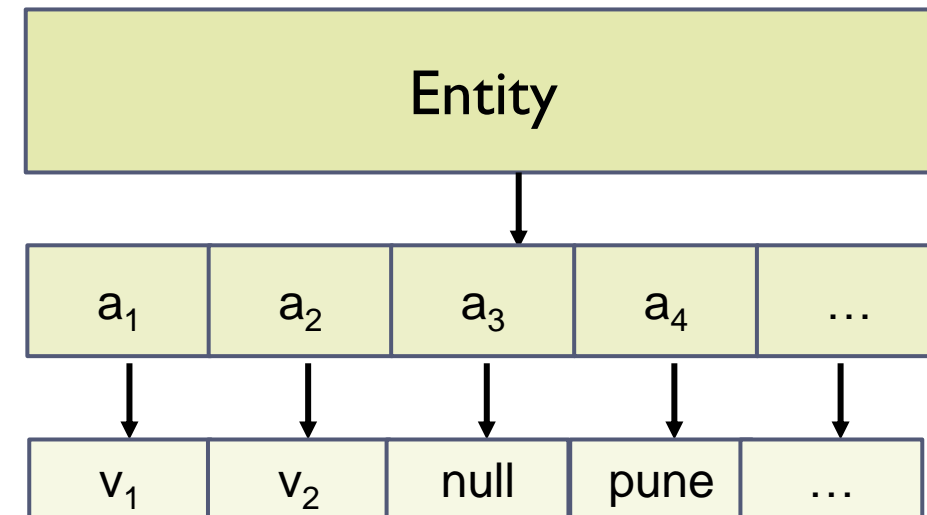 Entity
a₁ a₂ a₃ a₄ …
v₁ v₂ null pune …